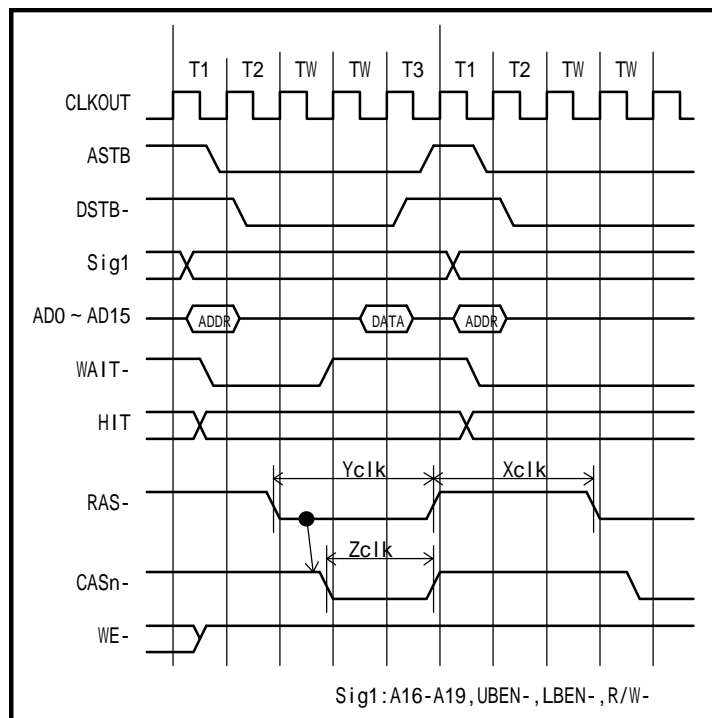 T1 T2 TW TW T3 T1 T2 TW TW
CLKOUT
ASTB
DSTB-
Sig1
AD0 ~ AD15 ADDR DATA ADDR
WAIT-
HIT
Yclk Xclk
RAS-
Zclk
CASn-
WE-
Sig1:A16-A19,UBEN-,LBEN-,R/W-